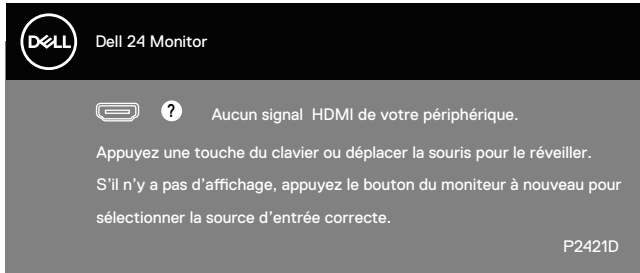 DELL
Dell 24 Monitor
? Aucun signal HDMI de votre périphérique.
Appuyez une touche du clavier ou déplacer la souris pour le réveiller.
S'il n'y a pas d'affichage, appuyez le bouton du moniteur à nouveau pour
sélectionner la source d'entrée correcte.
P2421D